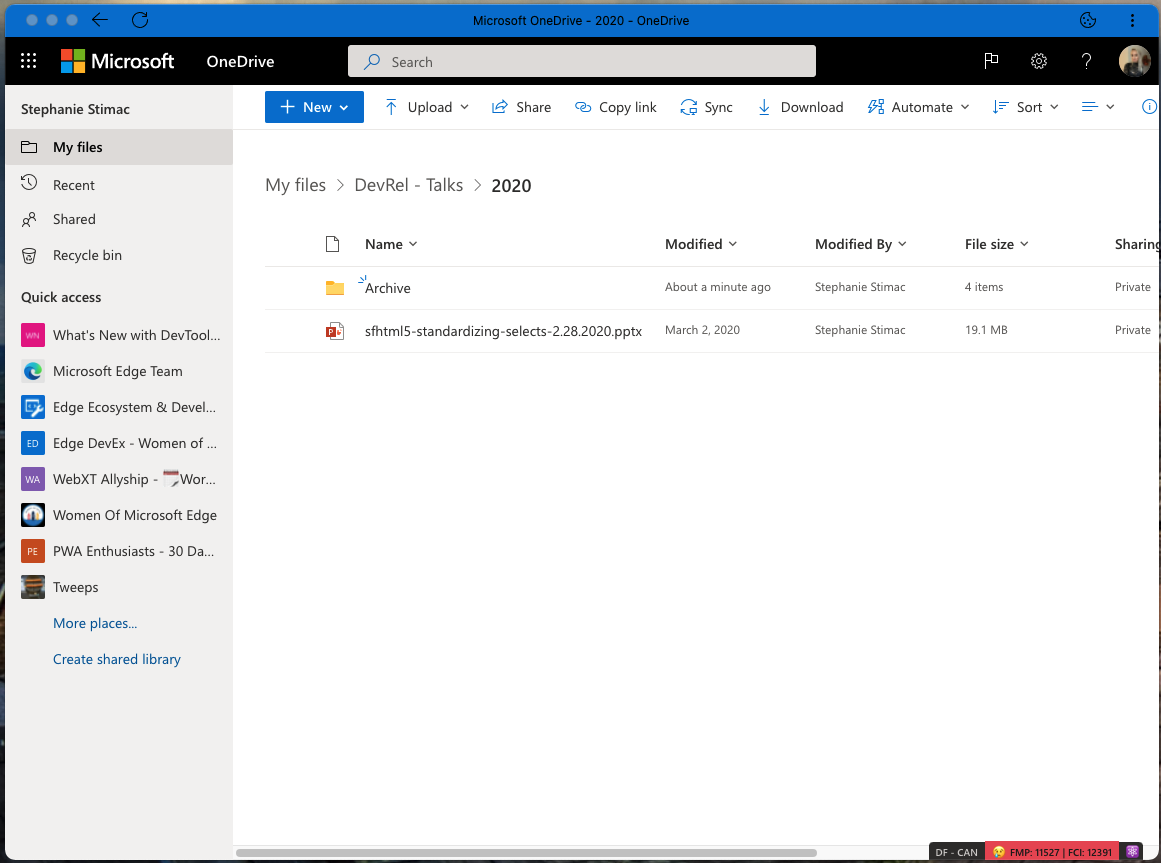 Microsoft OneDrive - 2020 - OneDrive
Microsoft OneDrive Search
Stephanie Stimac
New Upload Share Copy link Sync Download Automate Sort
My files
Recent
Shared
Recycle bin
Quick access
WN What's New with DevTool...
Microsoft Edge Team
Edge Ecosystem & Devel...
ED Edge DevEx - Women of ...
WA WebXT Allyship - 🗓Wor...
Women Of Microsoft Edge
PE PWA Enthusiasts - 30 Da...
Tweeps
More places...
Create shared library
My files > DevRel - Talks > 2020
Name Modified Modified By File size Sharing
Archive About a minute ago Stephanie Stimac 4 items Private
sfhtml5-standardizing-selects-2.28.2020.pptx March 2, 2020 Stephanie Stimac 19.1 MB Private
DF - CAN 😢 FMP: 11527 | FCI: 12391